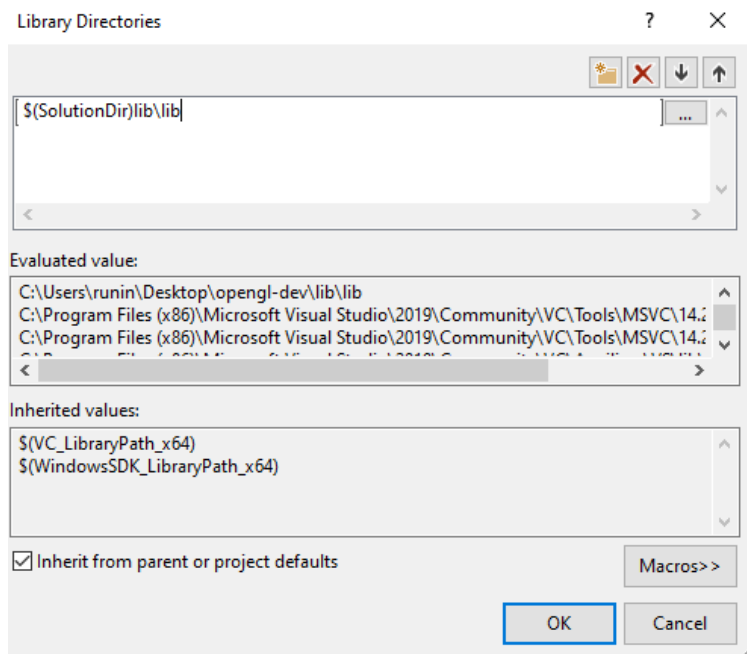 Library Directories
?
$(SolutionDir)lib\lib
...
Evaluated value:
C:\Users\runin\Desktop\opengl-dev\lib\lib
C:\Program Files (x86)\Microsoft Visual Studio\2019\Community\VC\Tools\MSVC\14.2
C:\Program Files (x86)\Microsoft Visual Studio\2019\Community\VC\Tools\MSVC\14.2
Inherited values:
$(VC_LibraryPath_x64)
$(WindowsSDK_LibraryPath_x64)
Inherit from parent or project defaults
Macros>>
OK
Cancel